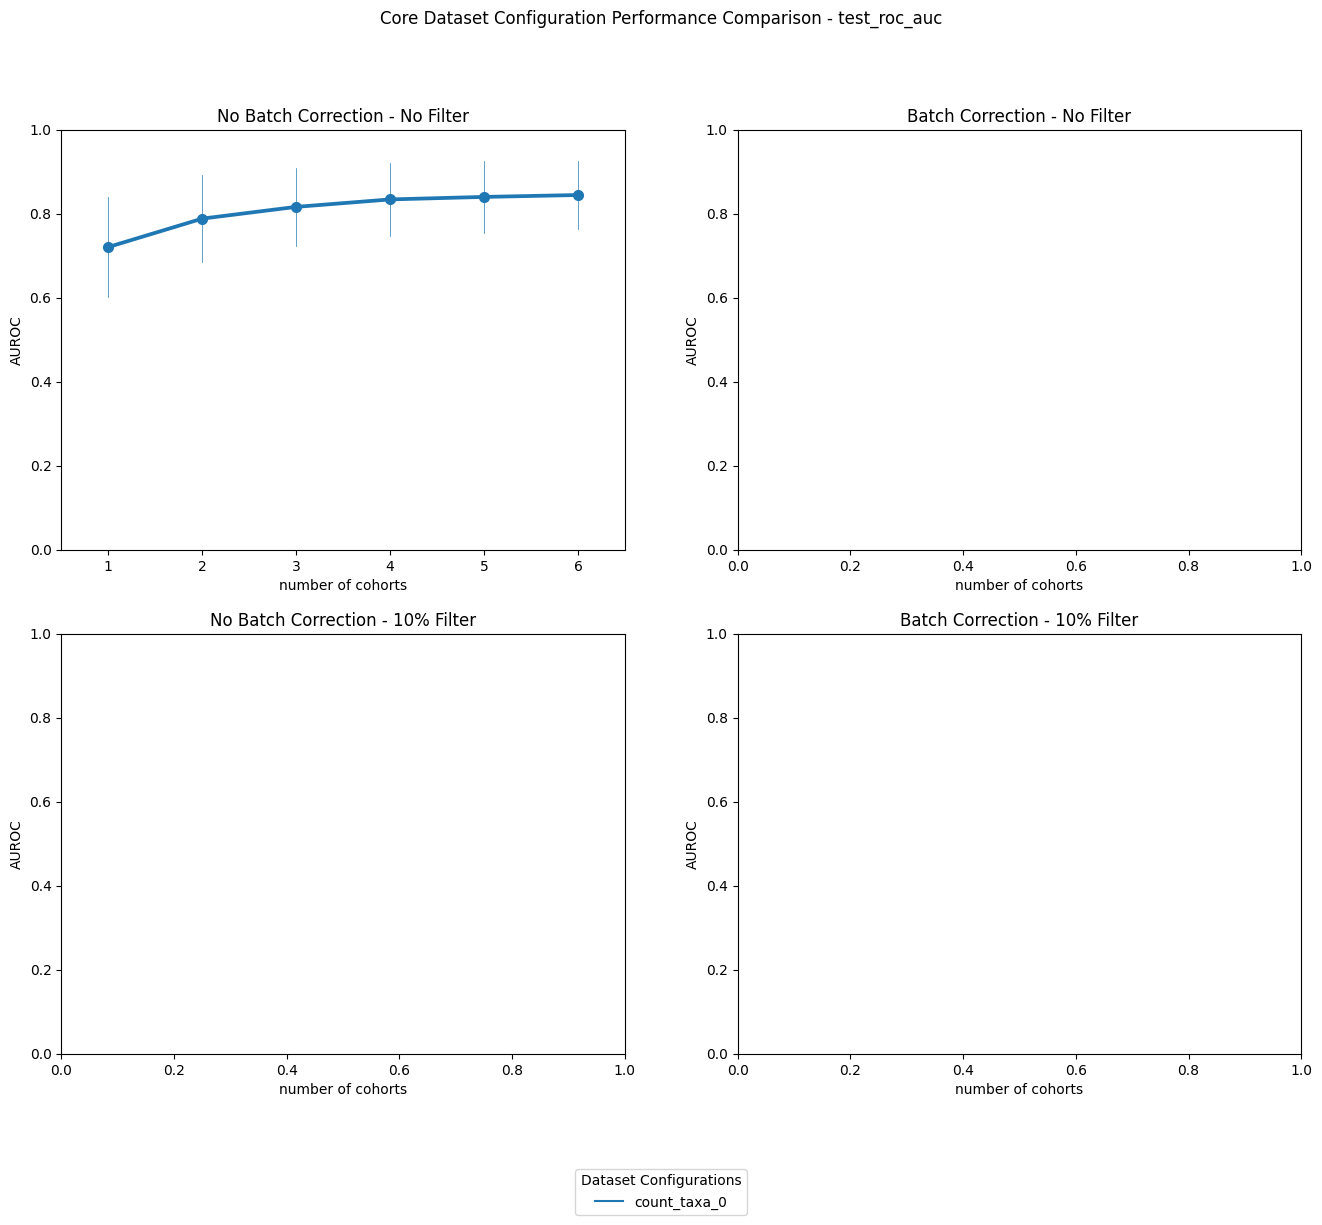 Core Dataset Configuration Performance Comparison - test_roc_auc
No Batch Correction - No Filter
1.0
0.8
0.6
0.4
0.2
0.0
AUROC
1 2 3 4 5 6
number of cohorts
Batch Correction - No Filter
1.0
0.8
0.6
0.4
0.2
0.0
AUROC
0.0 0.2 0.4 0.6 0.8 1.0
number of cohorts
No Batch Correction - 10% Filter
1.0
0.8
0.6
0.4
0.2
0.0
AUROC
0.0 0.2 0.4 0.6 0.8 1.0
number of cohorts
Batch Correction - 10% Filter
1.0
0.8
0.6
0.4
0.2
0.0
AUROC
0.0 0.2 0.4 0.6 0.8 1.0
number of cohorts
Dataset Configurations
count_taxa_0